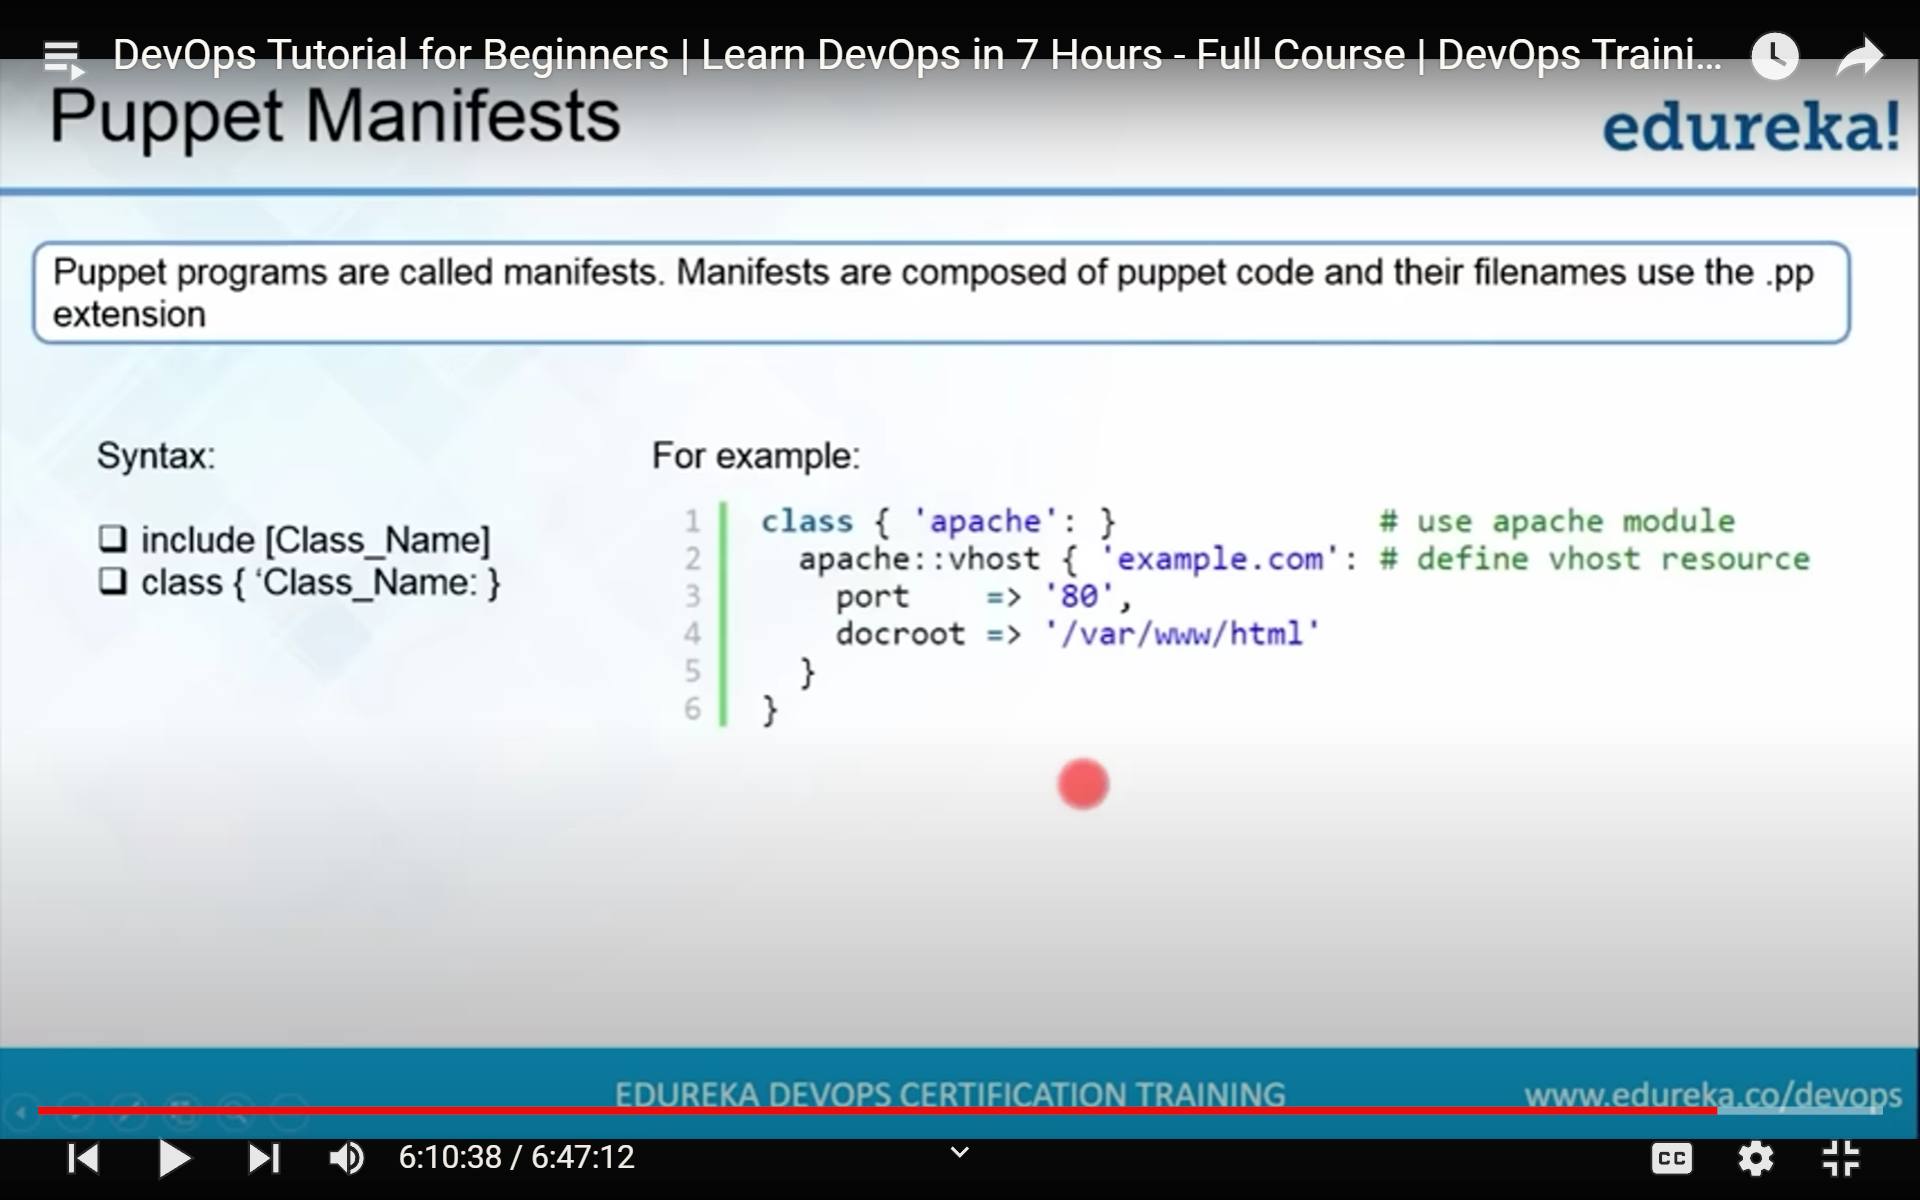 DevOps Tutorial for Beginners | Learn DevOps in 7 Hours - Full Course | DevOps Traini...
Puppet Manifests
edureka!
Puppet programs are called manifests. Manifests are composed of puppet code and their filenames use the .pp
extension
Syntax:
❑ include [Class_Name]
❑ class { ‘Class_Name: }
For example:
1 class { 'apache': } # use apache module
2 apache::vhost { 'example.com': # define vhost resource
3 port => '80',
4 docroot => '/var/www/html'
5 }
6 }
EDUREKA DEVOPS CERTIFICATION TRAINING
www.edureka.co/devops
6:10:38 / 6:47:12
CC